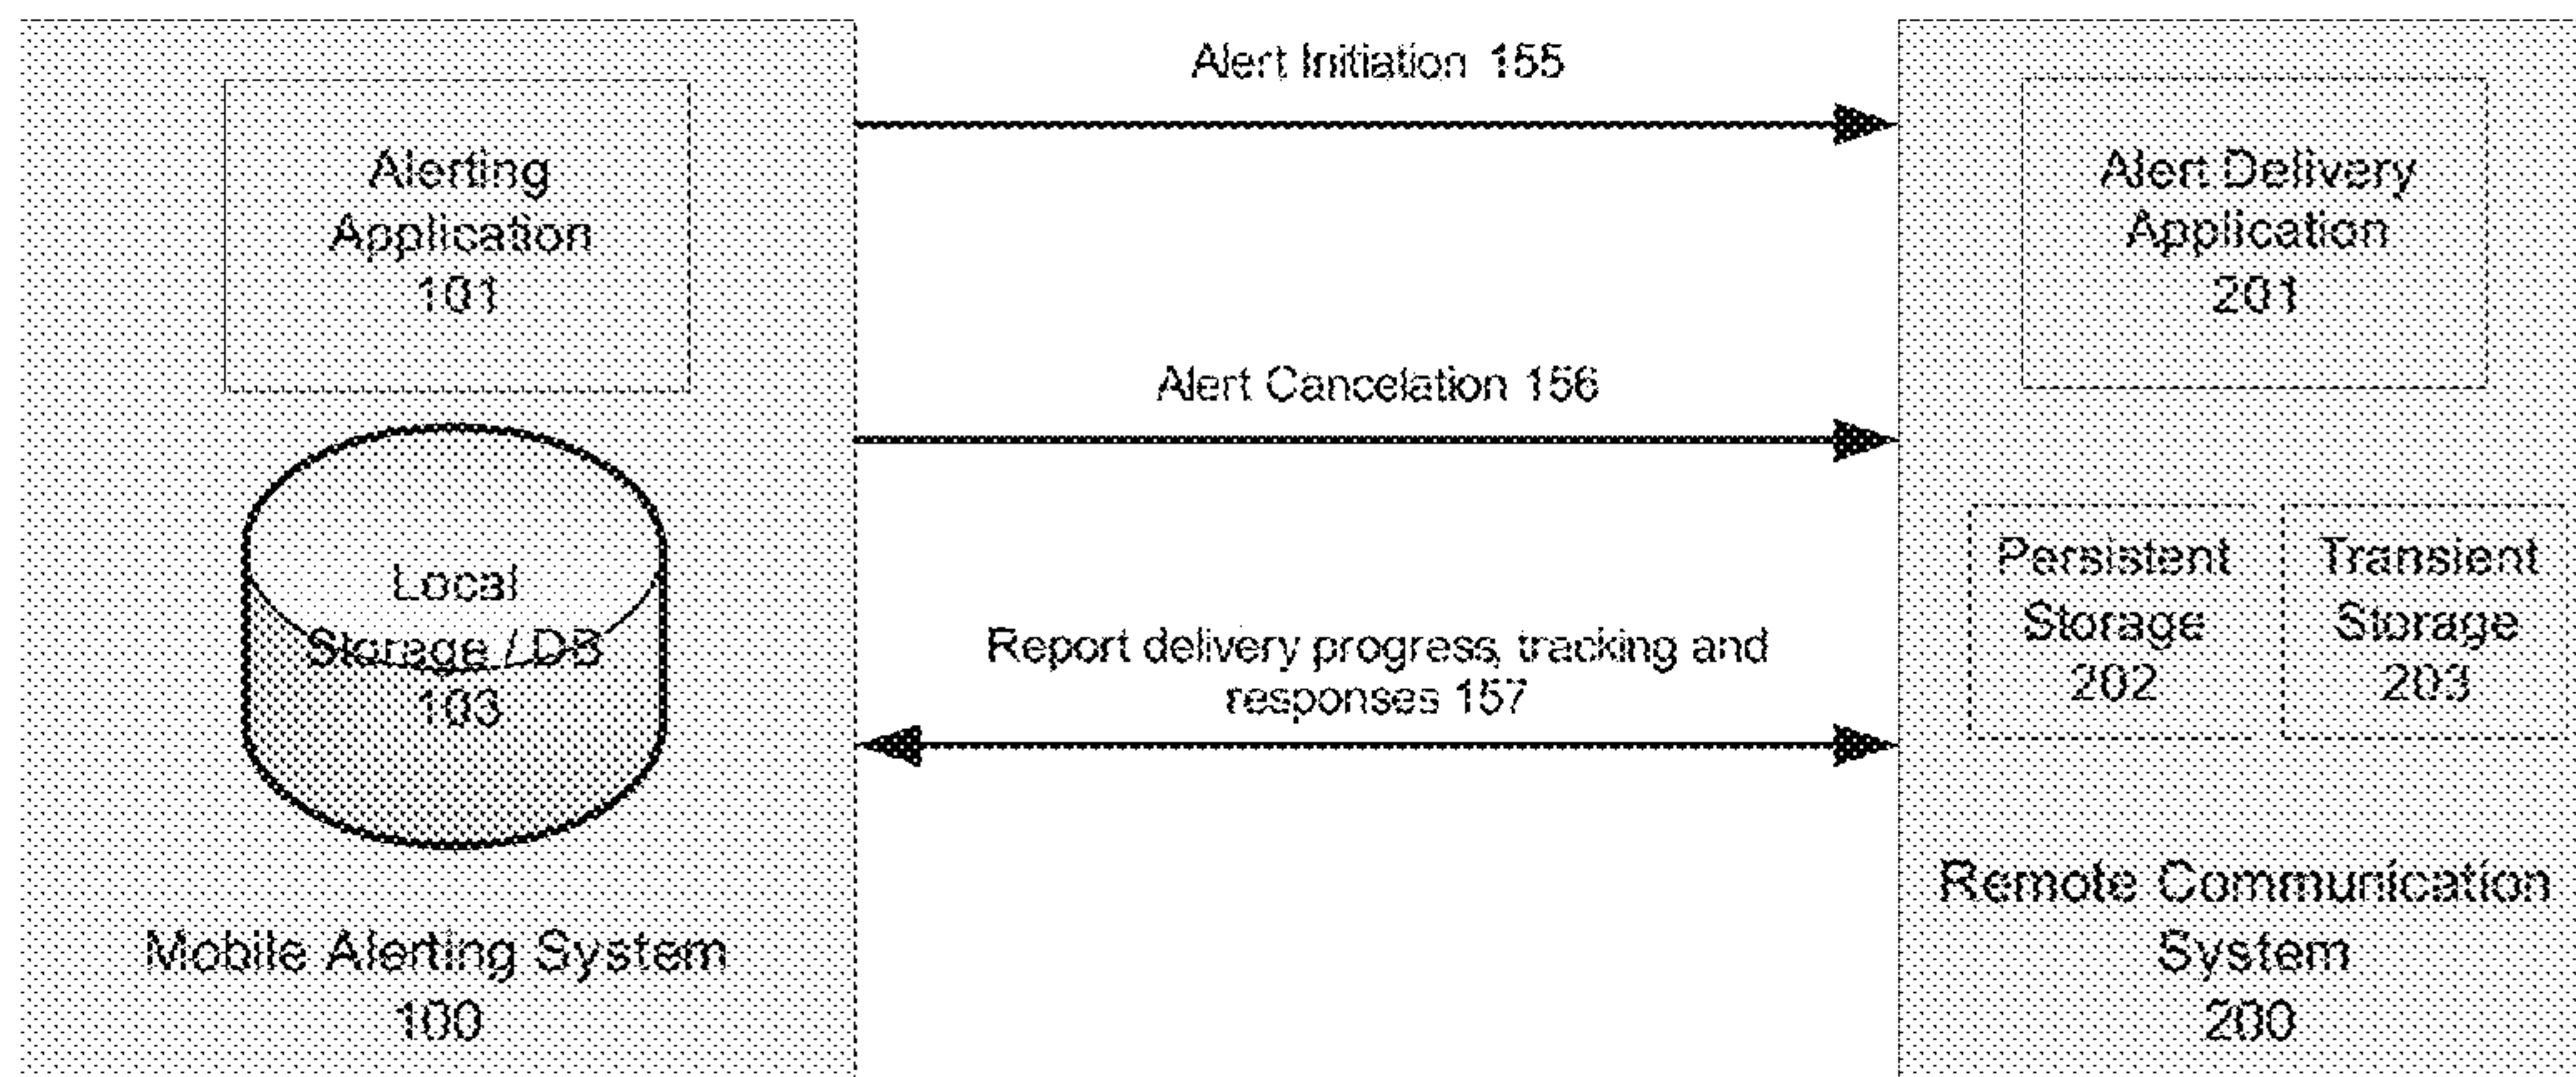 Alert Initiation 155
Alerting
Application
101
Alert Delivery
Application
201
Alert Cancelation 156
Local
Storage / DB
103
Persistent
Storage
202
Transient
Storage
203
Report delivery progress, tracking and
responses 157
Mobile Alerting System
100
Remote Communication
System
200